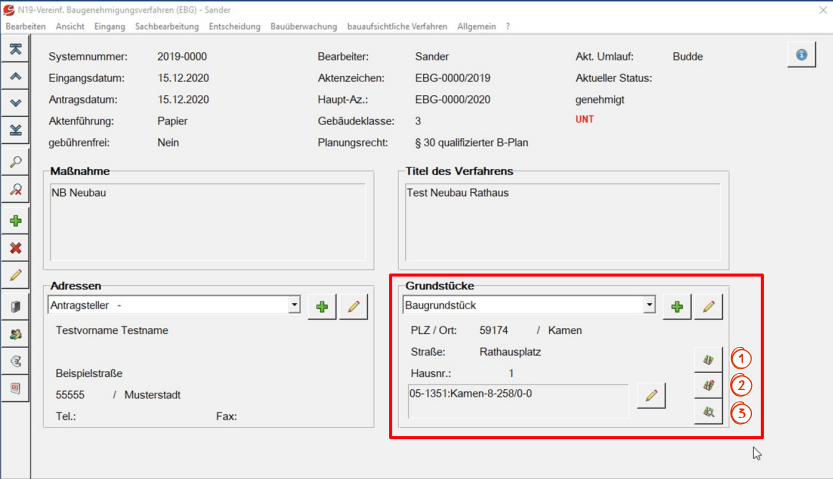 N19-Vereinf. Baugenehmigungsverfahren (EBG) - Sander
Bearbeiten Ansicht Eingang Sachbearbeitung Entscheidung Bauüberwachung bauaufsichtliche Verfahren Allgemein ?
Systemnummer: 2019-0000 Bearbeiter: Sander Akt. Umlauf: Budde
Eingangsdatum: 15.12.2020 Aktenzeichen: EBG-0000/2019 Aktueller Status:
Antragsdatum: 15.12.2020 Haupt-Az.: EBG-0000/2020 genehmigt
Aktenführung: Papier Gebäudeklasse: 3 UNT
gebührenfrei: Nein Planungsrecht: § 30 qualifizierter B-Plan
Maßnahme
NB Neubau
Titel des Verfahrens
Test Neubau Rathaus
Adressen
Antragsteller -
Testvorname Testname
Beispielstraße
55555 / Musterstadt
Tel.: Fax:
Grundstücke
Baugrundstück
PLZ / Ort: 59174 / Kamen
Straße: Rathausplatz
Hausnr.: 1
05-1351:Kamen-8-258/0-0
1
2
3